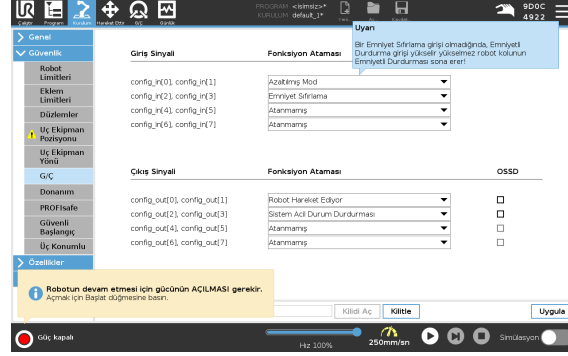 PROGRAM <isimsiz>*
KURULUM default_1*
9D0C
4922
Çalıştır Program Kurulum Hareket Ettir G/Ç Günlük
Yeni... Aç... Kaydet...
Uyarı
Bir Emniyet Sıfırlama girişi olmadığında, Emniyetli
Durdurma girişi yükselir yükselmez robot kolunun
Emniyetli Durdurması sona erer!
Genel
Güvenlik
Robot
Limitleri
Eklem
Limitleri
Düzlemler
Uç Ekipman
Pozisyonu
Uç Ekipman
Yönü
G/Ç
Donanım
PROFIsafe
Güvenli
Başlangıç
Üç Konumlu
Özellikler
Giriş Sinyali Fonksiyon Ataması
config_in[0], config_in[1] Azaltılmış Mod
config_in[2], config_in[3] Emniyet Sıfırlama
config_in[4], config_in[5] Atanmamış
config_in[6], config_in[7] Atanmamış
Çıkış Sinyali Fonksiyon Ataması OSSD
config_out[0], config_out[1] Robot Hareket Ediyor
config_out[2], config_out[3] Sistem Acil Durum Durdurması
config_out[4], config_out[5] Atanmamış
config_out[6], config_out[7] Atanmamış
Robotun devam etmesi için gücünün AÇILMASI gerekir.
Açmak için Başlat düğmesine basın.
Kilidi Aç Kilitle Uygula
Güç kapalı
Hız 100%
250mm/sn
Simülasyon